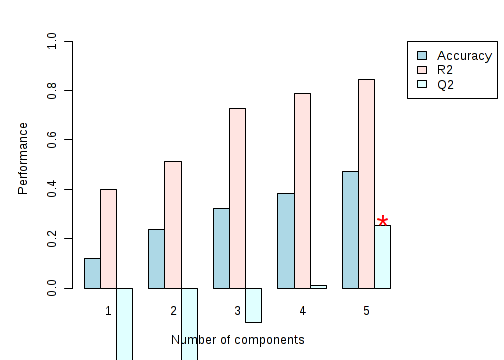 1.0
0.8
0.6
0.4
0.2
0.0
Performance
Accuracy
R2
Q2
*
1 2 3 4 5
Number of components